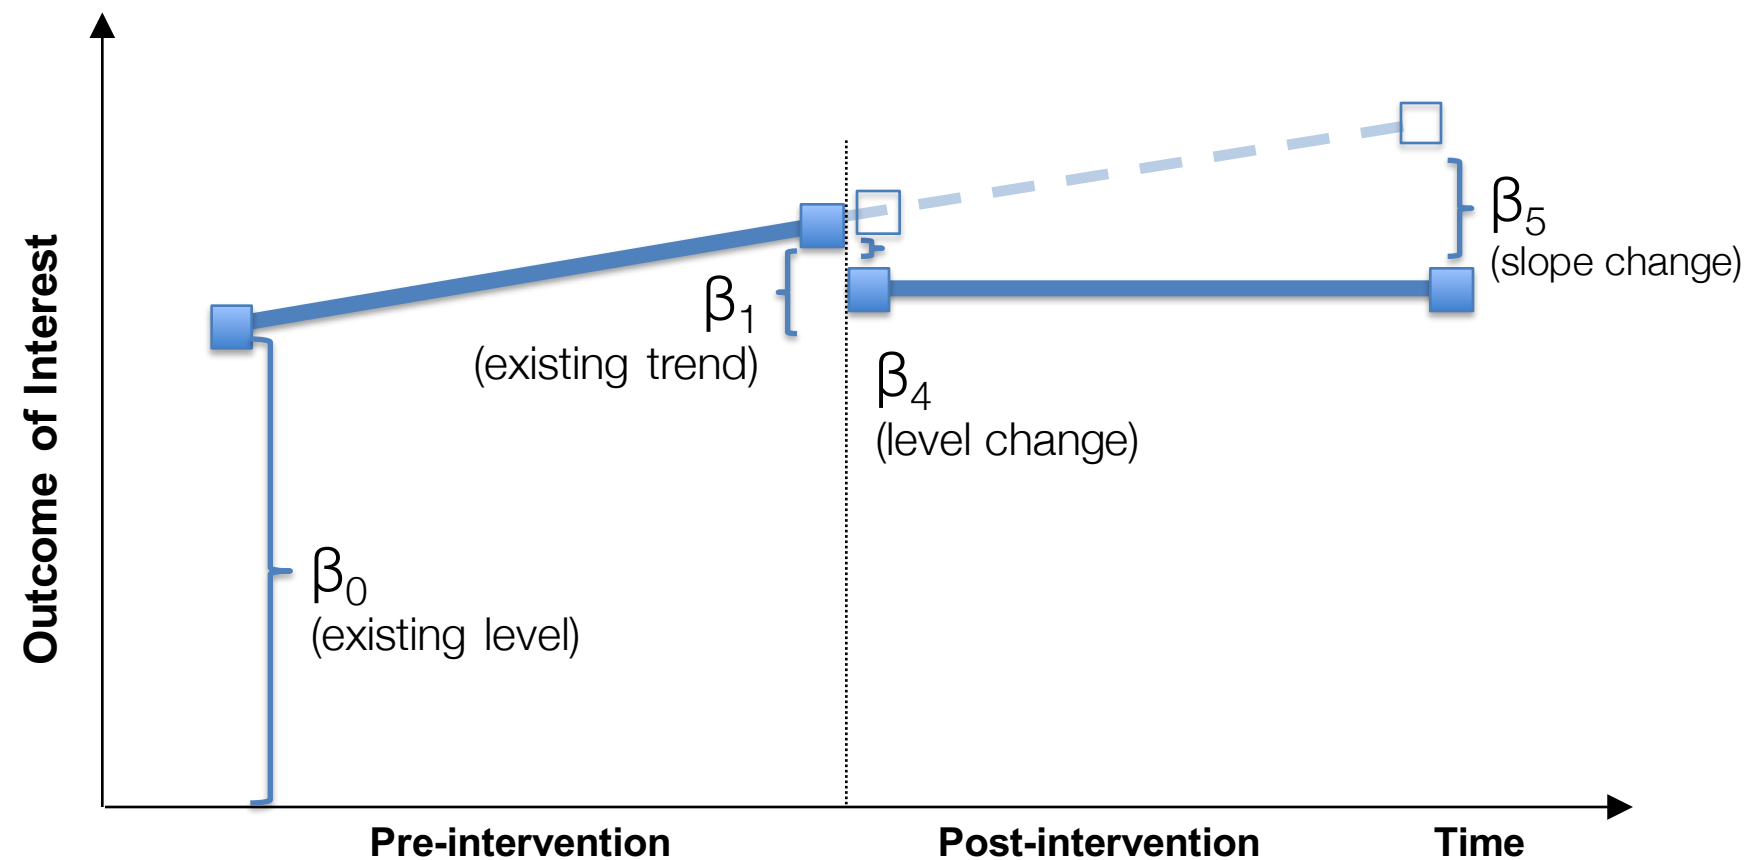 Outcome of Interest
β5
(slope change)
β1
(existing trend)
β4
(level change)
β0
(existing level)
Pre-intervention
Post-intervention
Time